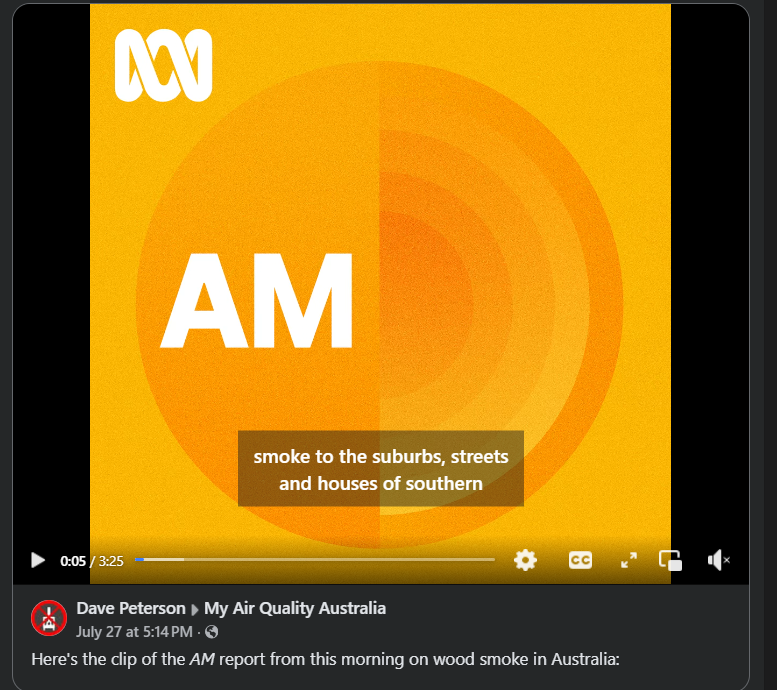 AM
smoke to the suburbs, streets
and houses of southern
0:05 / 3:25
CC
Dave Peterson ▸ My Air Quality Australia
July 27 at 5:14 PM ·
Here's the clip of the AM report from this morning on wood smoke in Australia: